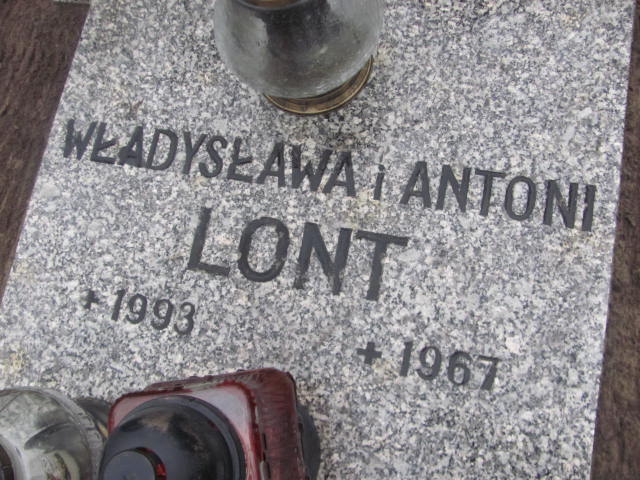 WŁADYSŁAWA i ANTONI
LONT
+ 1993
+ 1967